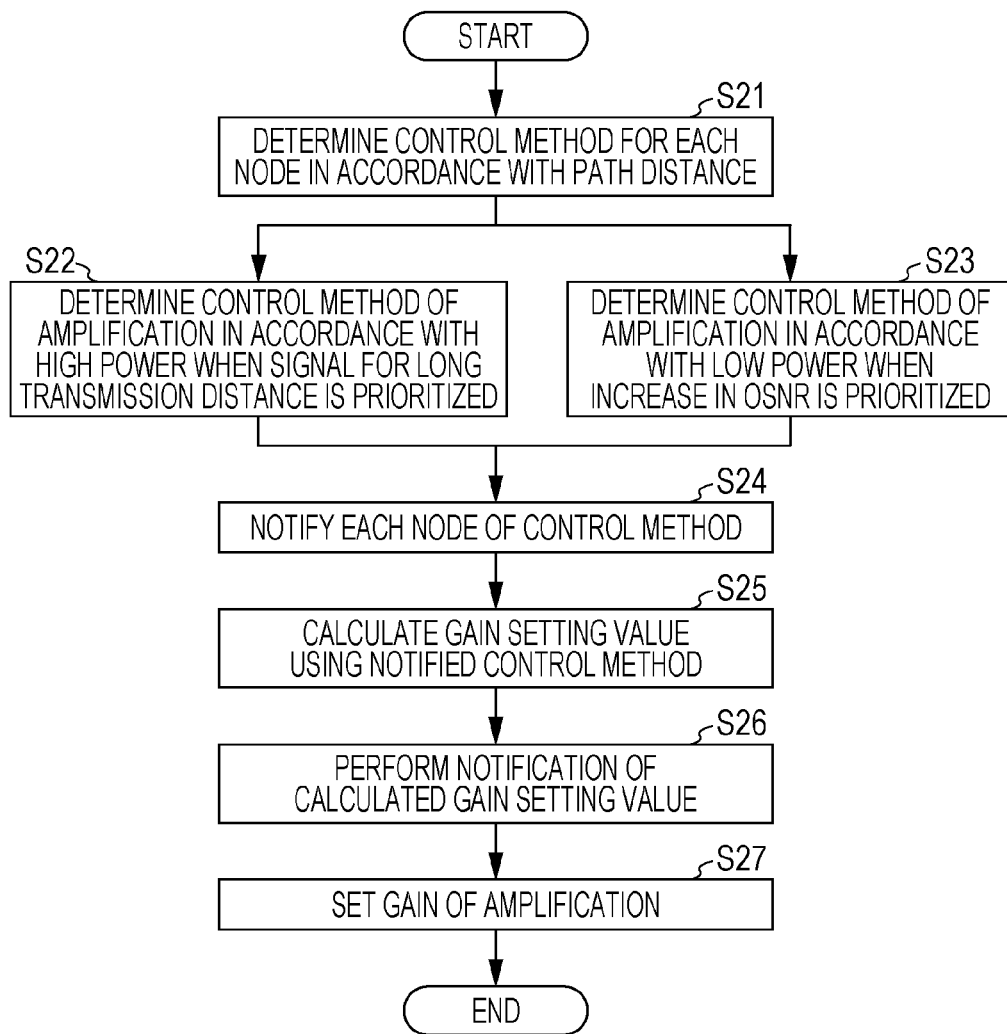 START
S21
DETERMINE CONTROL METHOD FOR EACH
NODE IN ACCORDANCE WITH PATH DISTANCE
S22
DETERMINE CONTROL METHOD OF
AMPLIFICATION IN ACCORDANCE WITH
HIGH POWER WHEN SIGNAL FOR LONG
TRANSMISSION DISTANCE IS PRIORITIZED
S23
DETERMINE CONTROL METHOD OF
AMPLIFICATION IN ACCORDANCE
WITH LOW POWER WHEN
INCREASE IN OSNR IS PRIORITIZED
S24
NOTIFY EACH NODE OF CONTROL METHOD
S25
CALCULATE GAIN SETTING VALUE
USING NOTIFIED CONTROL METHOD
S26
PERFORM NOTIFICATION OF
CALCULATED GAIN SETTING VALUE
S27
SET GAIN OF AMPLIFICATION
END